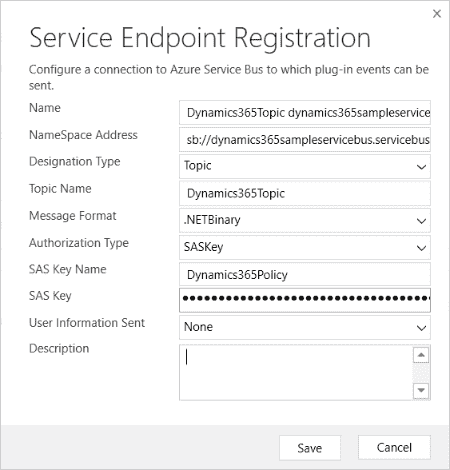 Service Endpoint Registration
Configure a connection to Azure Service Bus to which plug-in events can be
sent.
Name Dynamics365Topic dynamics365sampleservice
NameSpace Address sb://dynamics365sampleservicebus.servicebus
Designation Type Topic
Topic Name Dynamics365Topic
Message Format .NETBinary
Authorization Type SASKey
SAS Key Name Dynamics365Policy
SAS Key ••••••••••••••••••••••••••••••••••••
User Information Sent None
Description
Save Cancel